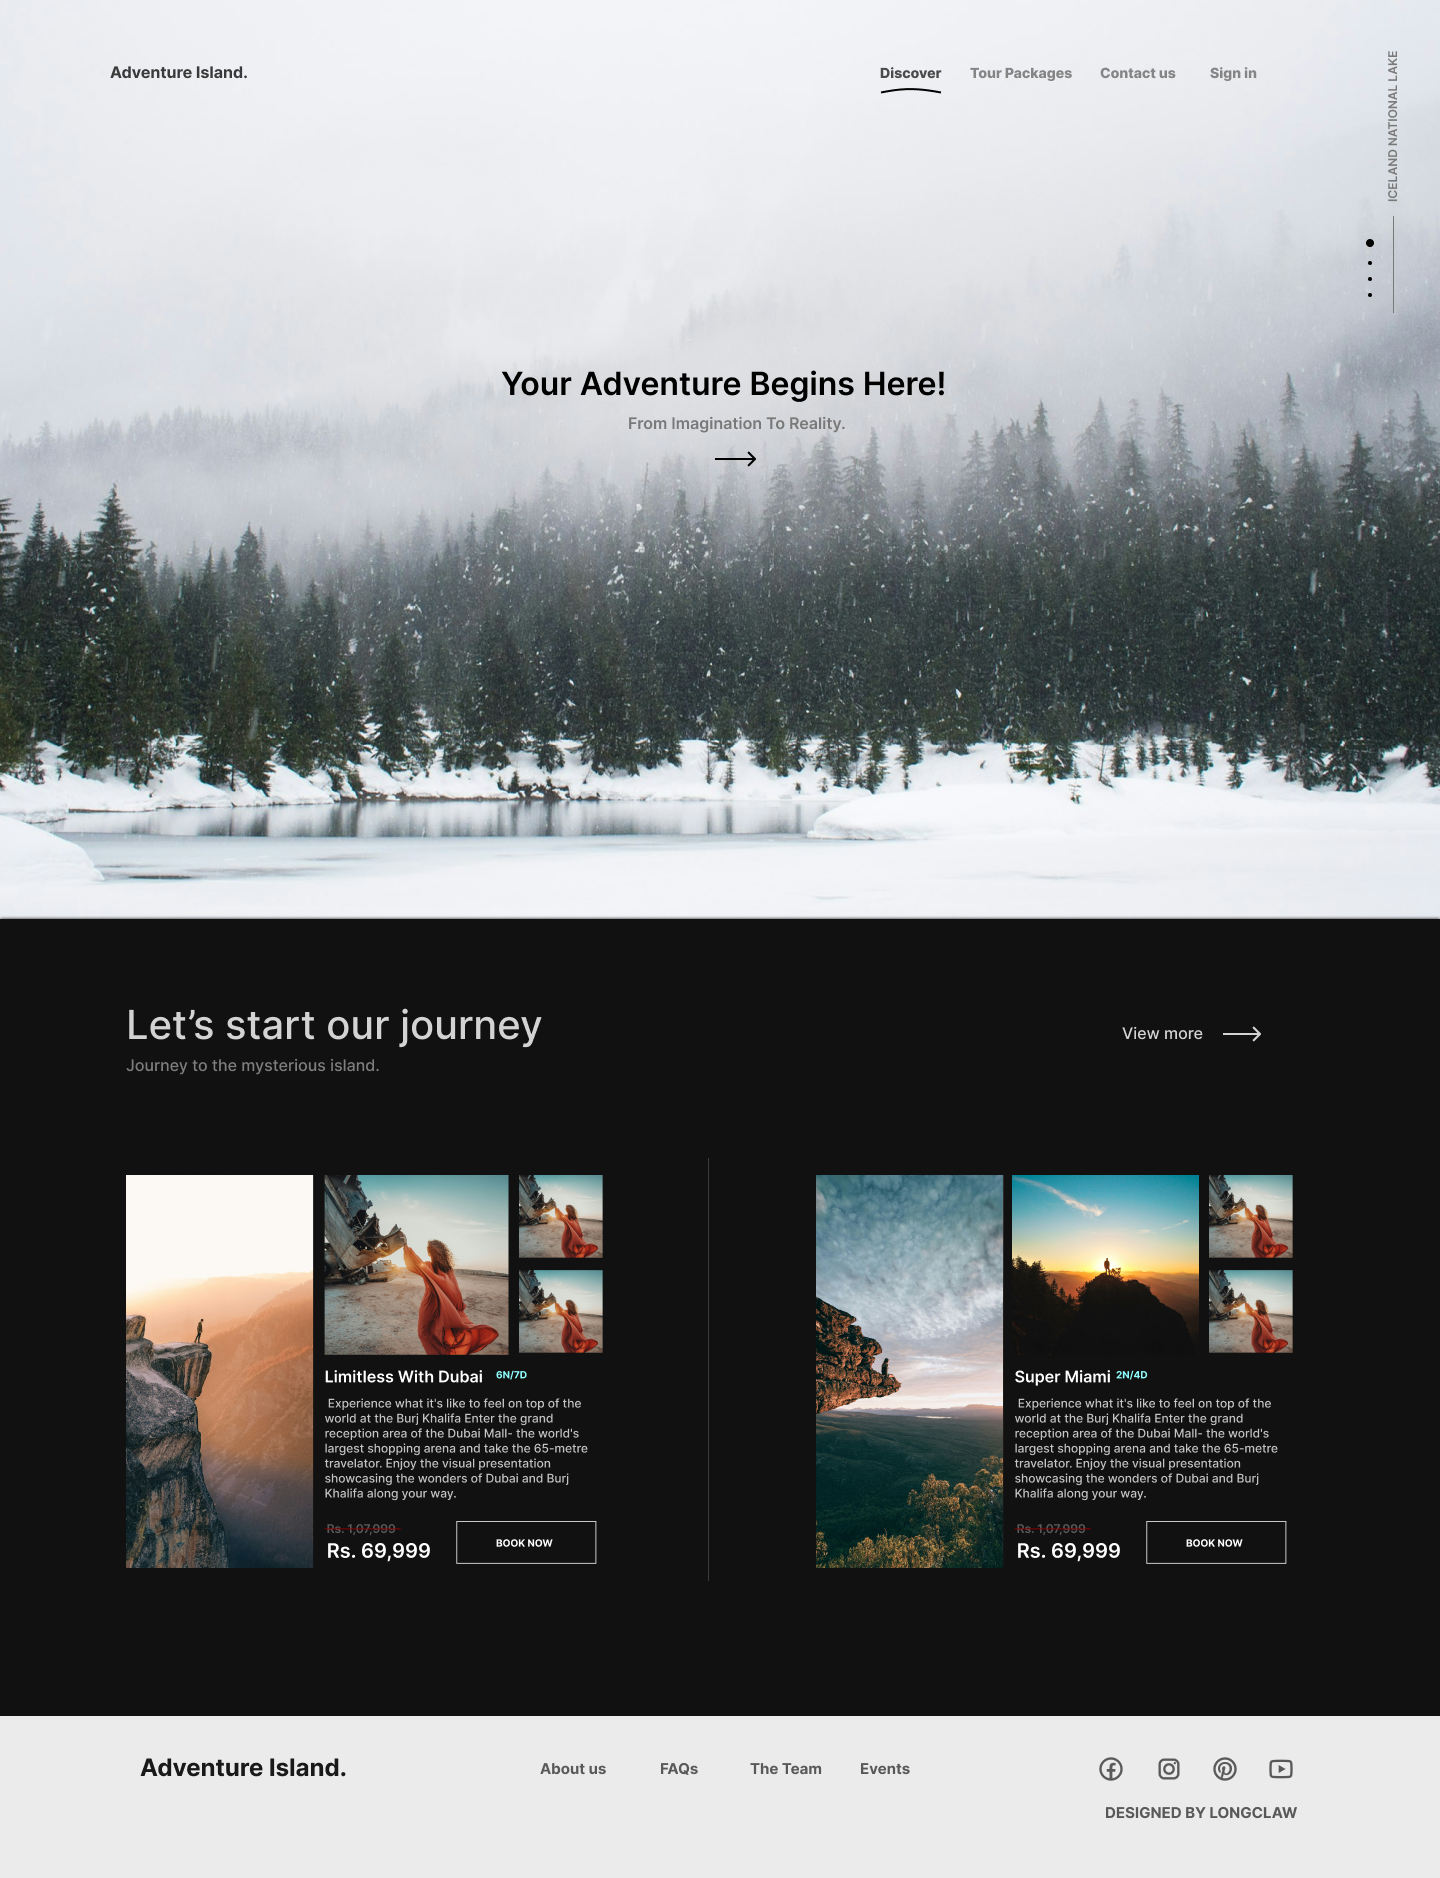 Adventure Island.
Discover
Tour Packages
Contact us
Sign in
ICELAND NATIONAL LAKE
Your Adventure Begins Here!
From Imagination To Reality.
Let’s start our journey
Journey to the mysterious island.
View more
Limitless With Dubai 6N/7D
Experience what it's like to feel on top of the
world at the Burj Khalifa Enter the grand
reception area of the Dubai Mall- the world's
largest shopping arena and take the 65-metre
travelator. Enjoy the visual presentation
showcasing the wonders of Dubai and Burj
Khalifa along your way.
Rs. 1,07,999
Rs. 69,999
BOOK NOW
Super Miami 2N/4D
Experience what it's like to feel on top of the
world at the Burj Khalifa Enter the grand
reception area of the Dubai Mall- the world's
largest shopping arena and take the 65-metre
travelator. Enjoy the visual presentation
showcasing the wonders of Dubai and Burj
Khalifa along your way.
Rs. 1,07,999
Rs. 69,999
BOOK NOW
Adventure Island.
About us
FAQs
The Team
Events
DESIGNED BY LONGCLAW